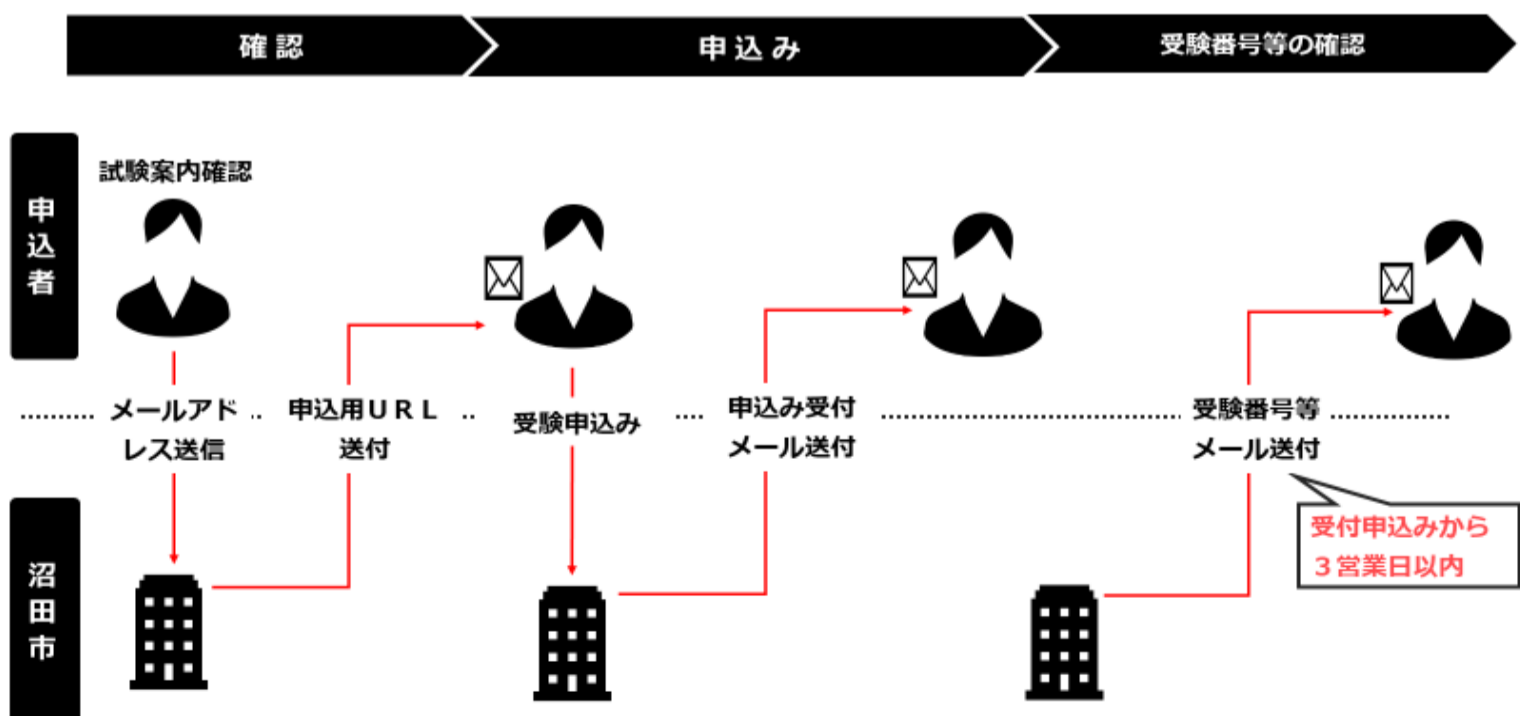 確認
申込み
受験番号等の確認
申込者
試験案内確認
メールアド
レス送信
申込用ＵＲＬ
送付
受験申込み
申込み受付
メール送付
受験番号等
メール送付
受付申込みから
３営業日以内
沼田市